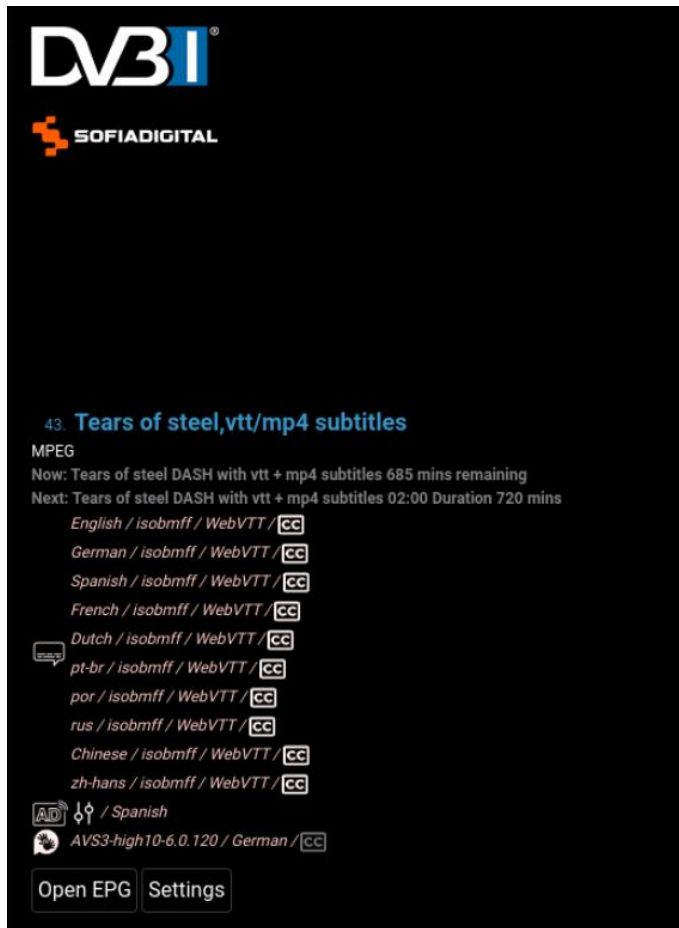 DVB I®
SOFIADIGITAL
43. Tears of steel,vtt/mp4 subtitles
MPEG
Now: Tears of steel DASH with vtt + mp4 subtitles 685 mins remaining
Next: Tears of steel DASH with vtt + mp4 subtitles 02:00 Duration 720 mins
English / isobmff / WebVTT / CC
German / isobmff / WebVTT / CC
Spanish / isobmff / WebVTT / CC
French / isobmff / WebVTT / CC
Dutch / isobmff / WebVTT / CC
pt-br / isobmff / WebVTT / CC
por / isobmff / WebVTT / CC
rus / isobmff / WebVTT / CC
Chinese / isobmff / WebVTT / CC
zh-hans / isobmff / WebVTT / CC
AD / Spanish
AVS3-high10-6.0.120 / German / CC
Open EPG Settings